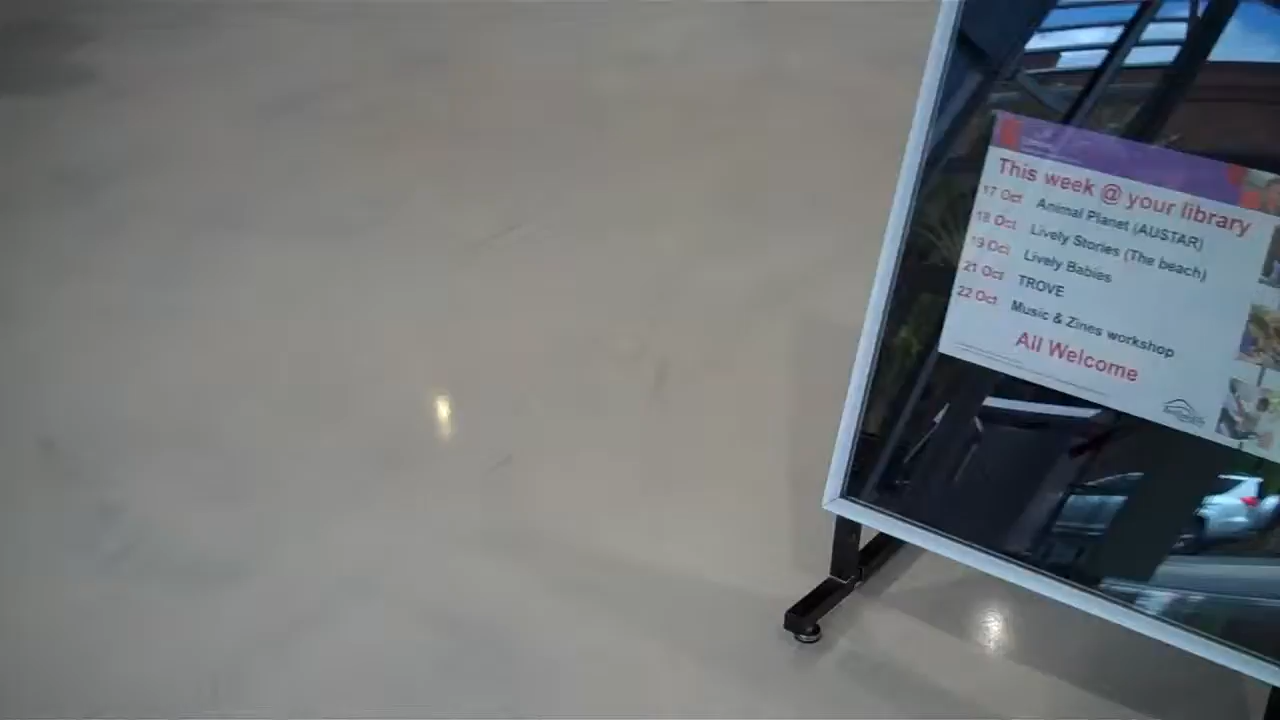 This week @ your library
17 Oct Animal Planet (AUSTAR)
18 Oct Lively Stories (The beach)
19 Oct Lively Babies
21 Oct TROVE
22 Oct Music & Zines workshop
All Welcome